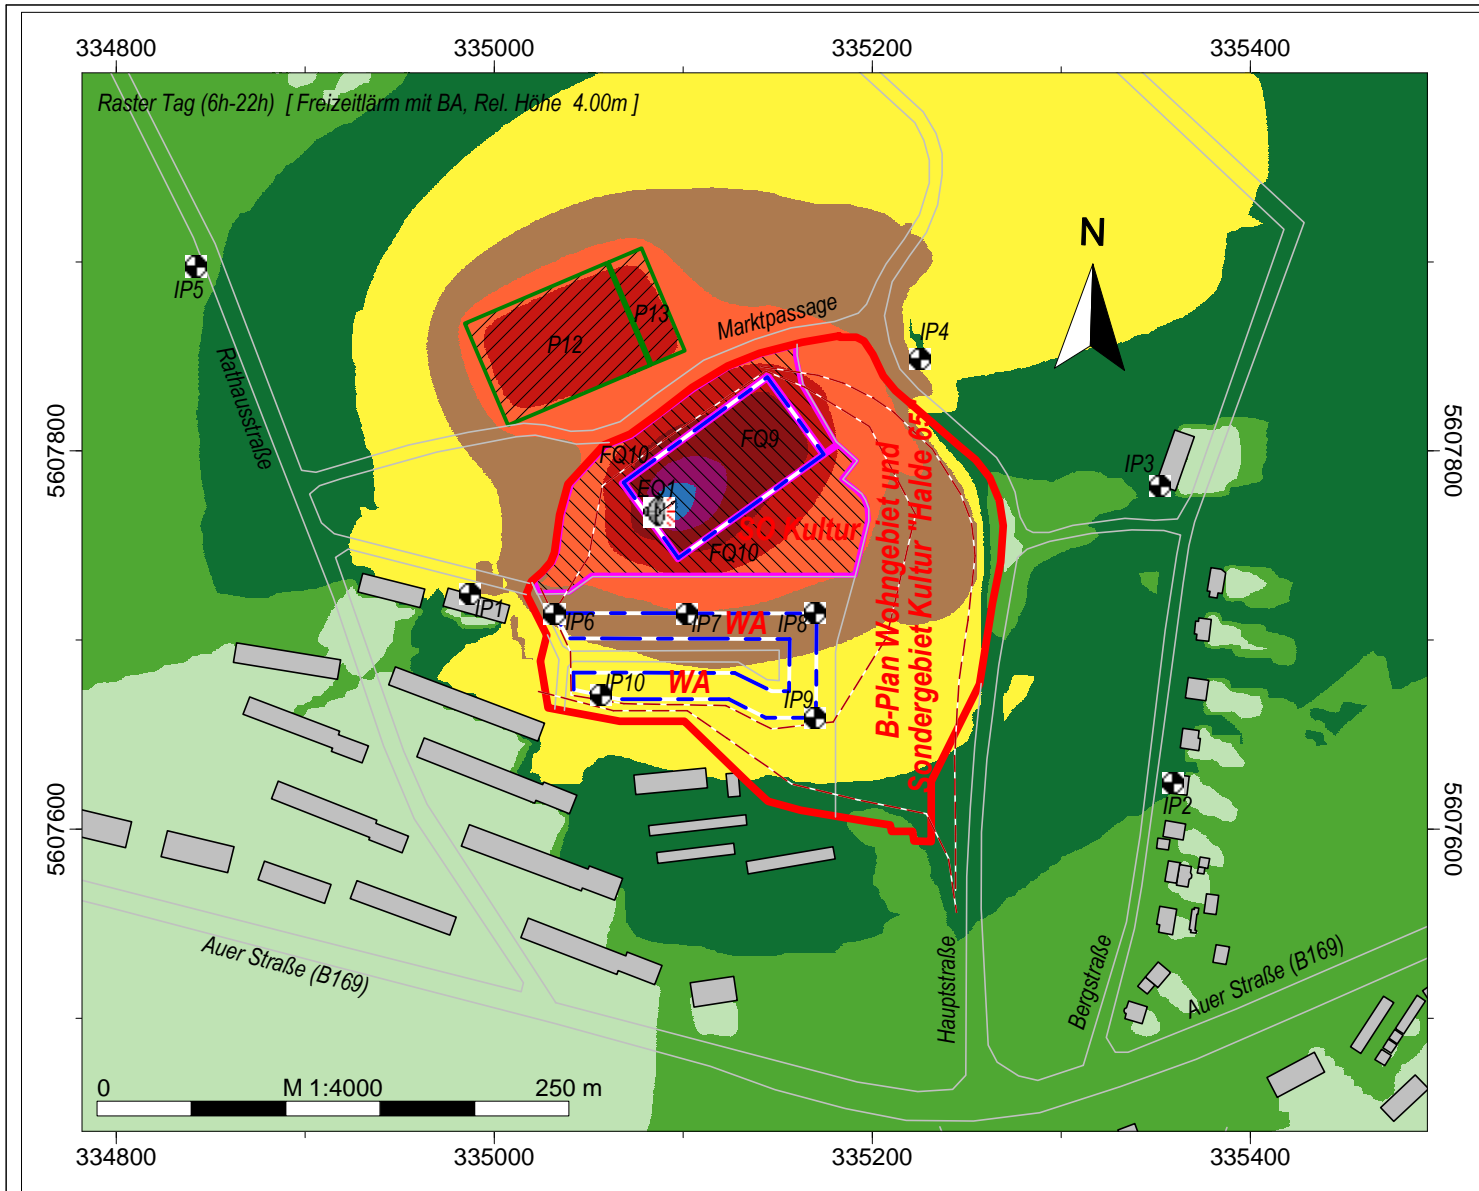 334800
335000
335200
335400
Raster Tag (6h-22h) [ Freizeitlärm mit BA, Rel. Höhe 4.00m ]
N
IP5
P13
P12
Marktpassage
IP4
Rathausstraße
5607800
5607800
FQ9
FQ10
IP3
EQ1
SO Kultur
FQ10
B-Plan Wohngebiet und
Sondergebiet Kultur "Halde 65"
IP1
IP6
IP7
WA
IP8
WA
IP10
IP9
IP2
5607600
5607600
Auer Straße (B169)
Hauptstraße
Bergstraße
Auer Straße (B169)
0
M 1:4000
250 m
334800
335000
335200
335400